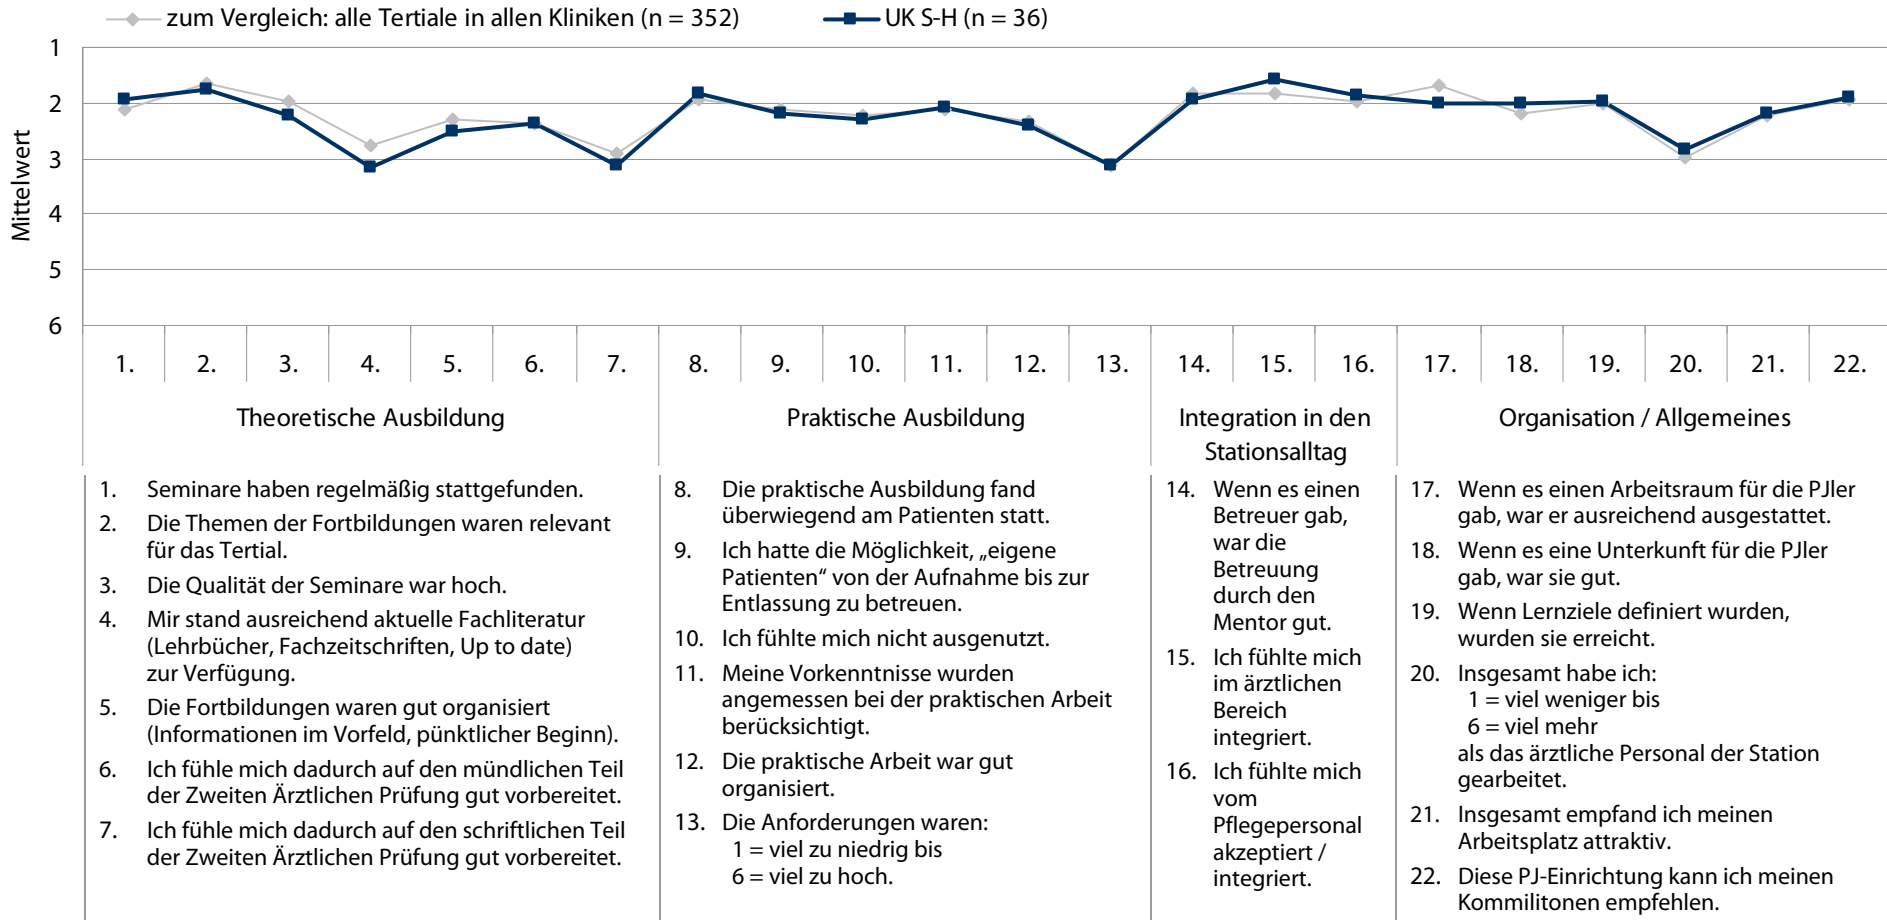 zum Vergleich: alle Tertiale in allen Kliniken (n = 352)
UK S-H (n = 36)
Mittelwert
1
2
3
4
5
6
1. 2. 3. 4. 5. 6. 7. 8. 9. 10. 11. 12. 13. 14. 15. 16. 17. 18. 19. 20. 21. 22.
Theoretische Ausbildung
Praktische Ausbildung
Integration in den
Stationsalltag
Organisation / Allgemeines
1. Seminare haben regelmäßig stattgefunden.
2. Die Themen der Fortbildungen waren relevant
für das Tertial.
3. Die Qualität der Seminare war hoch.
4. Mir stand ausreichend aktuelle Fachliteratur
(Lehrbücher, Fachzeitschriften, Up to date)
zur Verfügung.
5. Die Fortbildungen waren gut organisiert
(Informationen im Vorfeld, pünktlicher Beginn).
6. Ich fühle mich dadurch auf den mündlichen Teil
der Zweiten Ärztlichen Prüfung gut vorbereitet.
7. Ich fühle mich dadurch auf den schriftlichen Teil
der Zweiten Ärztlichen Prüfung gut vorbereitet.
8. Die praktische Ausbildung fand
überwiegend am Patienten statt.
9. Ich hatte die Möglichkeit, „eigene
Patienten“ von der Aufnahme bis zur
Entlassung zu betreuen.
10. Ich fühlte mich nicht ausgenutzt.
11. Meine Vorkenntnisse wurden
angemessen bei der praktischen Arbeit
berücksichtigt.
12. Die praktische Arbeit war gut
organisiert.
13. Die Anforderungen waren:
1 = viel zu niedrig bis
6 = viel zu hoch.
14. Wenn es einen
Betreuer gab,
war die
Betreuung
durch den
Mentor gut.
15. Ich fühlte mich
im ärztlichen
Bereich
integriert.
16. Ich fühlte mich
vom
Pflegepersonal
akzeptiert /
integriert.
17. Wenn es einen Arbeitsraum für die PJler
gab, war er ausreichend ausgestattet.
18. Wenn es eine Unterkunft für die PJler
gab, war sie gut.
19. Wenn Lernziele definiert wurden,
wurden sie erreicht.
20. Insgesamt habe ich:
1 = viel weniger bis
6 = viel mehr
als das ärztliche Personal der Station
gearbeitet.
21. Insgesamt empfand ich meinen
Arbeitsplatz attraktiv.
22. Diese PJ-Einrichtung kann ich meinen
Kommilitonen empfehlen.